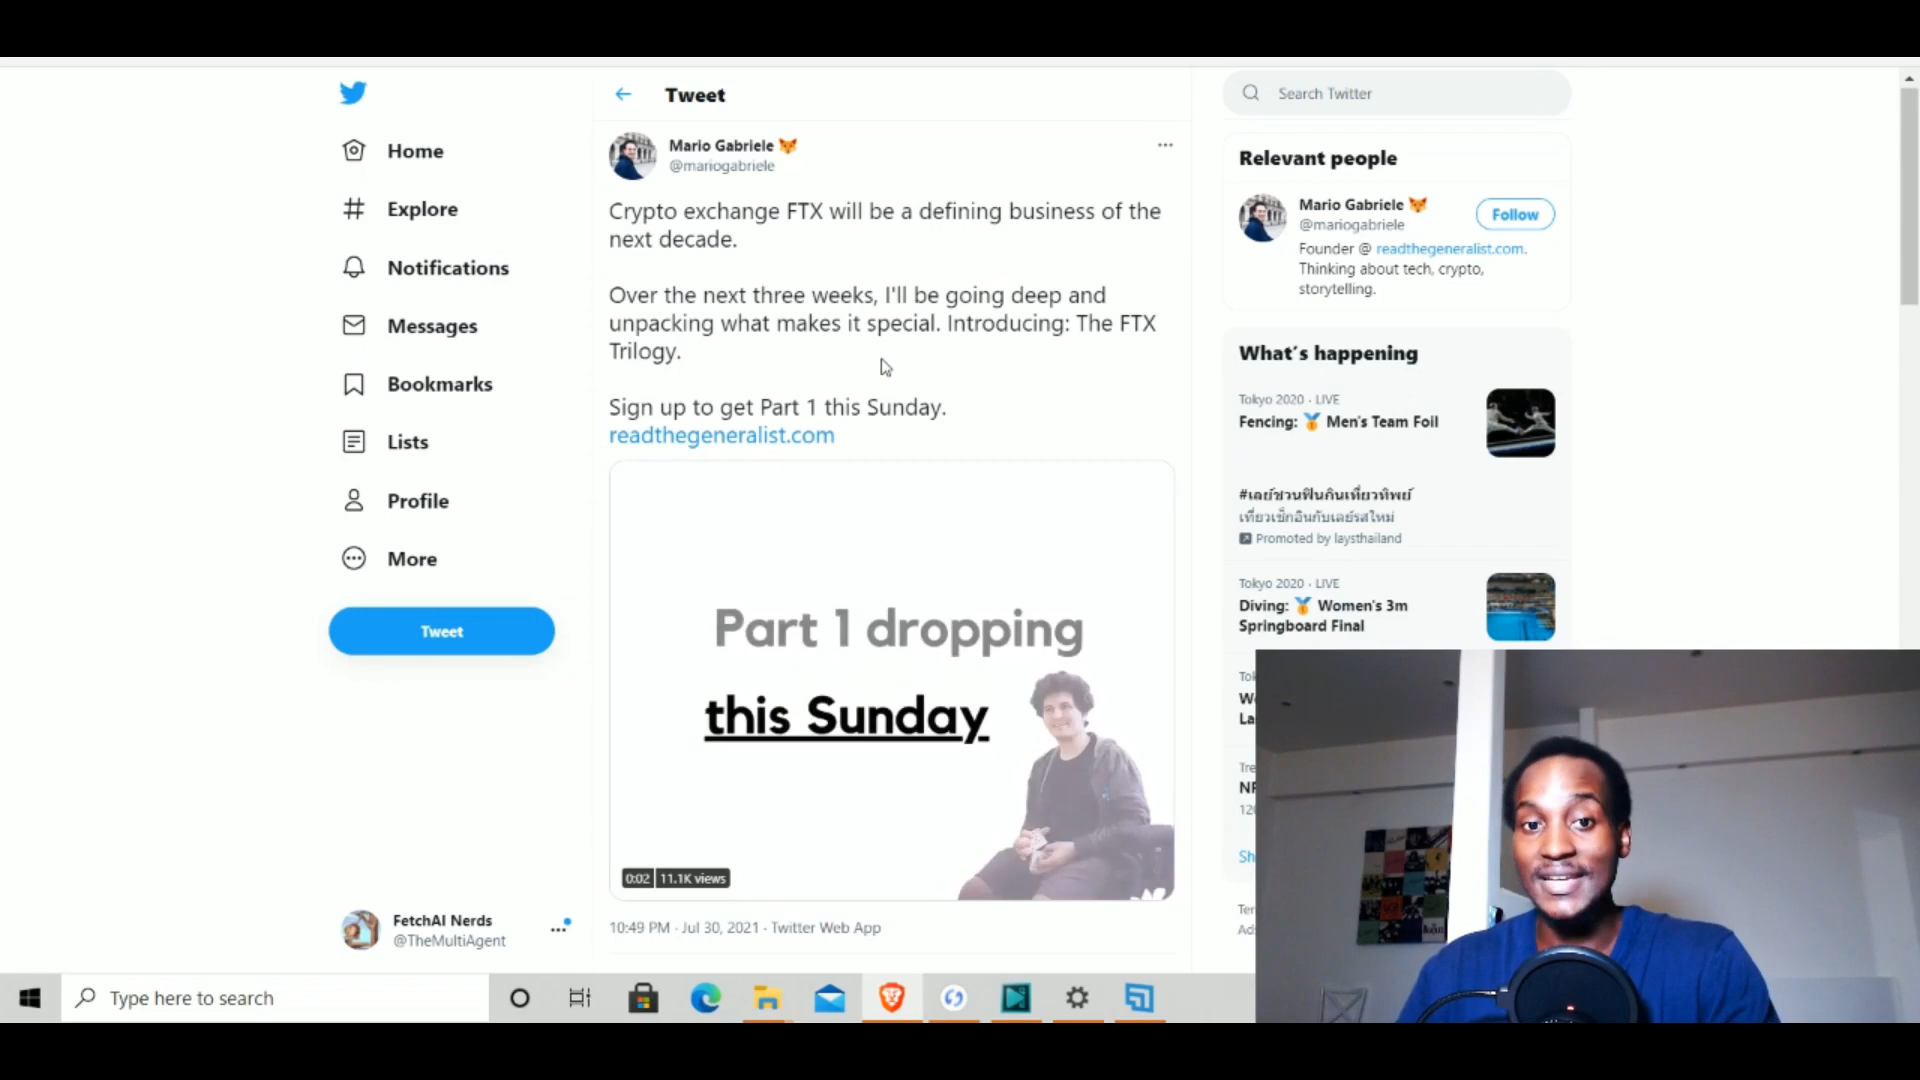 Home
Explore
Notifications
Messages
Bookmarks
Lists
Profile
More
Tweet
FetchAI Nerds
@TheMultiAgent
Tweet
Mario Gabriele 🦊
@mariogabriele
Crypto exchange FTX will be a defining business of the
next decade.
Over the next three weeks, I'll be going deep and
unpacking what makes it special. Introducing: The FTX
Trilogy.
Sign up to get Part 1 this Sunday.
readthegeneralist.com
Part 1 dropping
this Sunday
0:02 11.1K views
10:49 PM · Jul 30, 2021 · Twitter Web App
Search Twitter
Relevant people
Mario Gabriele 🦊
@mariogabriele
Follow
Founder @ readthegeneralist.com.
Thinking about tech, crypto,
storytelling.
What's happening
Tokyo 2020 · LIVE
Fencing: 🥇 Men's Team Foil
#เลย์ชวนฟินกินเที่ยวทิพย์
เที่ยวเช็กอินกับเลย์รสใหม่
Promoted by laysthailand
Tokyo 2020 · LIVE
Diving: 🥇 Women's 3m
Springboard Final
Type here to search